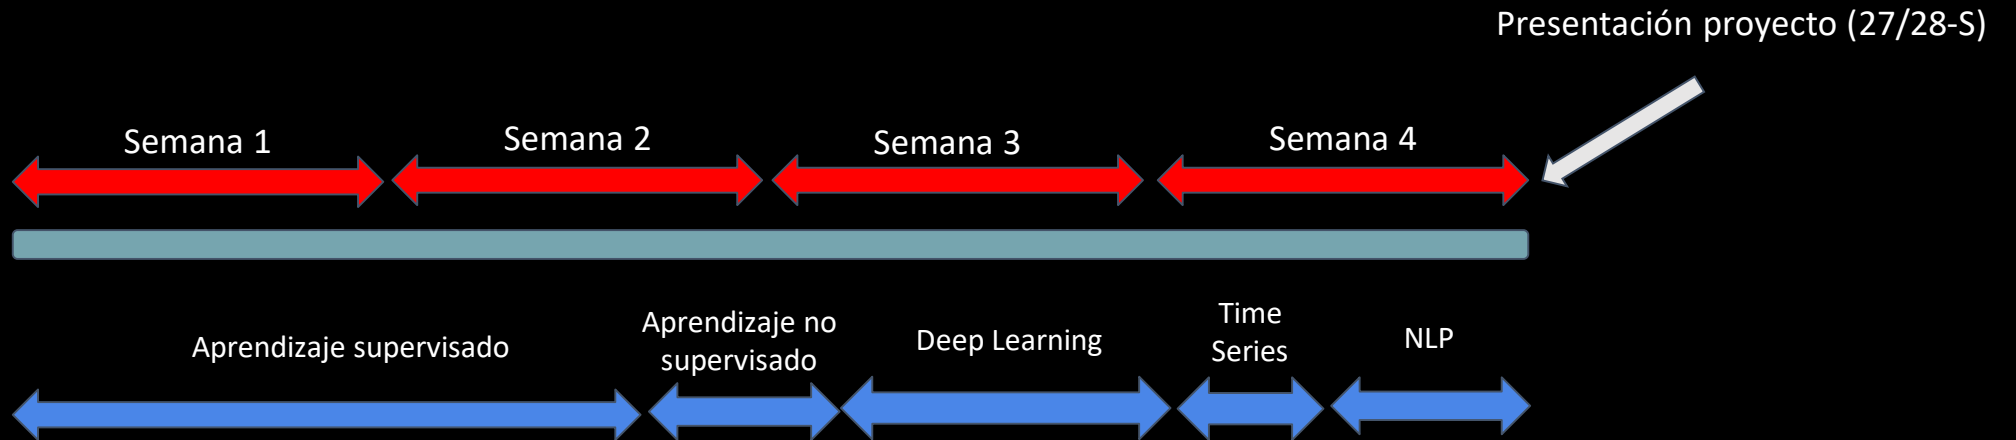 Presentación proyecto (27/28-S)
Semana 1
Semana 2
Semana 3
Semana 4
Aprendizaje supervisado
Aprendizaje no
supervisado
Deep Learning
Time
Series
NLP